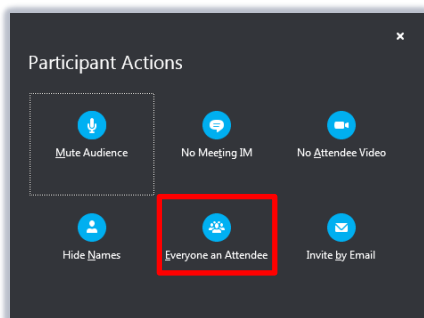 Participant Actions
Mute Audience
No Meeting IM
No Attendee Video
Hide Names
Everyone an Attendee
Invite by Email